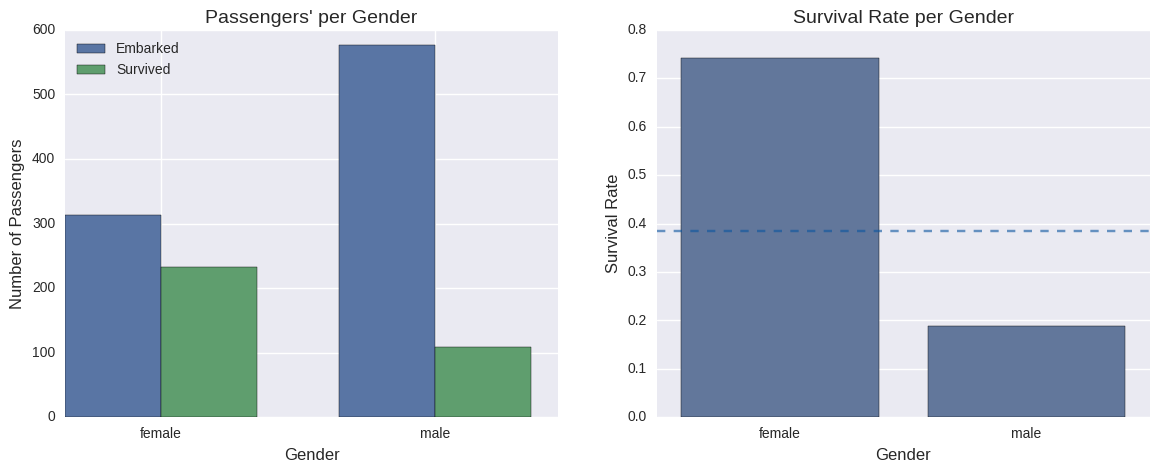 Passengers' per Gender
600
500
400
300
200
100
0
Number of Passengers
Embarked
Survived
female
male
Gender
Survival Rate per Gender
0.8
0.7
0.6
0.5
0.4
0.3
0.2
0.1
0.0
Survival Rate
female
male
Gender